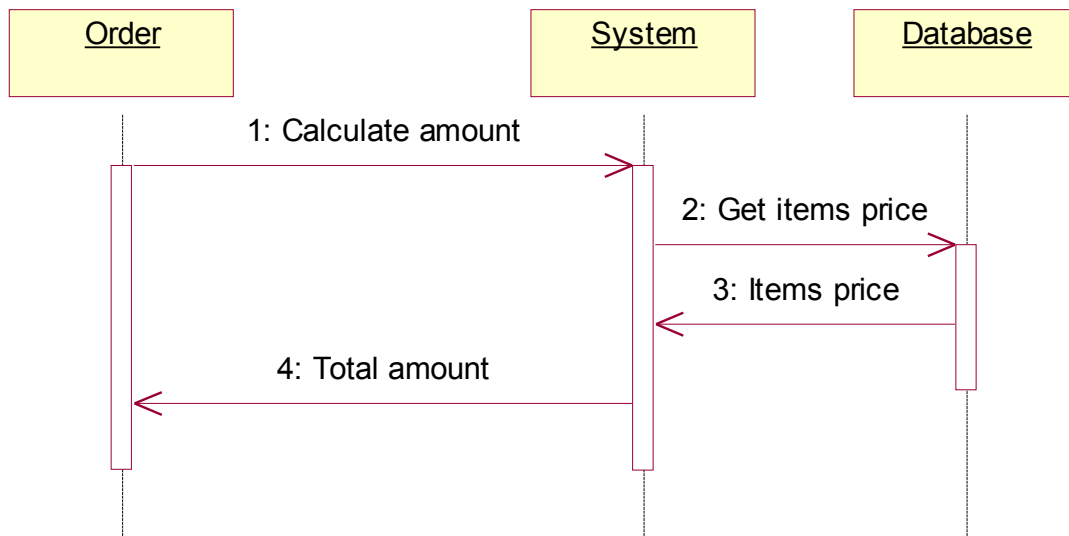 Order
System
Database
1: Calculate amount
2: Get items price
3: Items price
4: Total amount